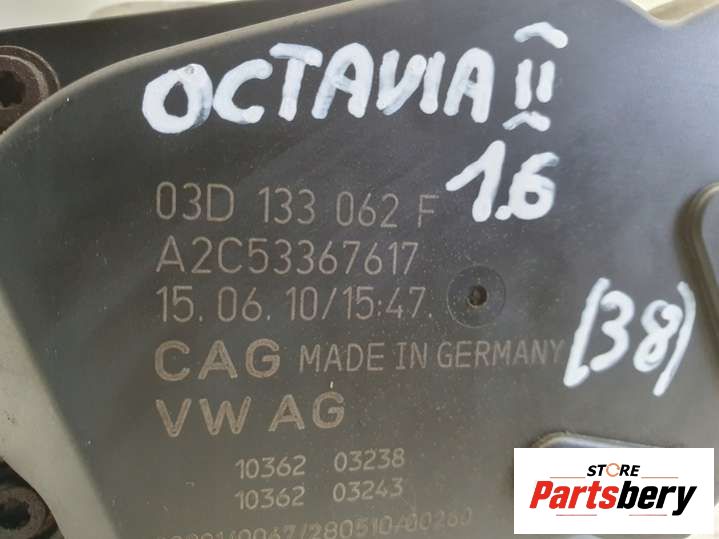 OCTAVIA II
1.6
03D 133 062 F
A2C53367617
15.06.10/15:47.
CAG MADE IN GERMANY
(38)
VW AG
10362 03238
10362 03243
STORE
Partsbery